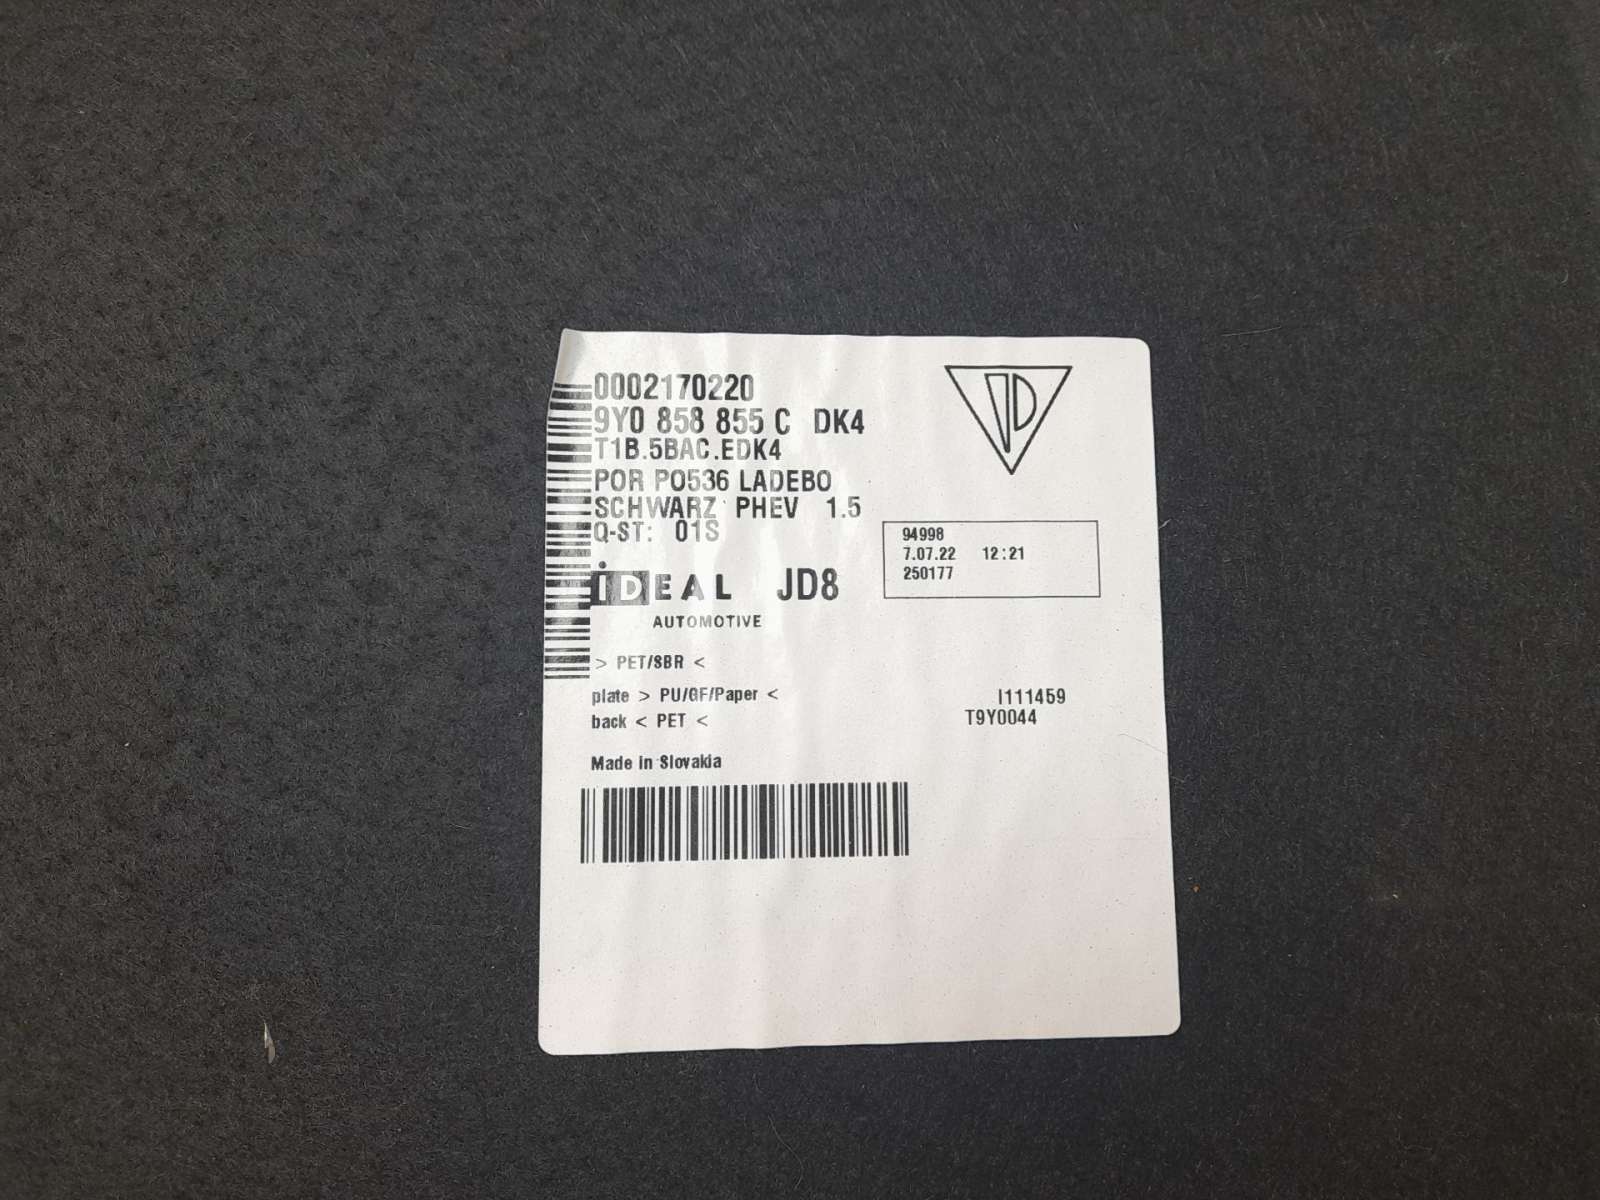 0002170220
9Y0 858 855 C DK4
T1B.5BAC.EDK4
POR PO536 LADEBO
SCHWARZ PHEV 1.5
Q-ST: 01S
94998
7.07.22 12:21
250177
iDEAL JD8
AUTOMOTIVE
> PET/SBR <
plate > PU/GF/Paper <
back < PET <
I111459
T9Y0044
Made in Slovakia